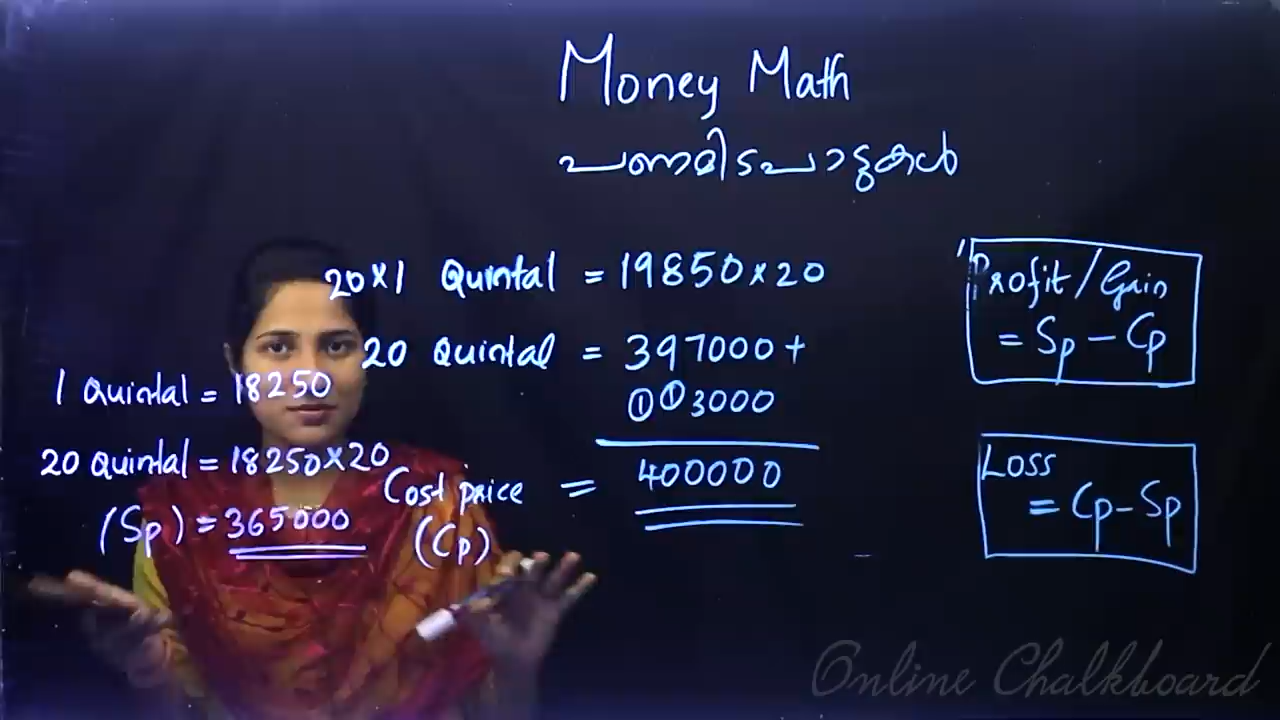 Money Math
പണമിടപാടുകൾ
20×1 Quintal = 19850×20
20 Quintal = 397000+
①①3000
Cost price = 400000
(Cp)
1 Quintal = 18250
20 Quintal = 18250×20
(Sp) = 365000
Profit/Gain
= Sp – Cp
Loss
= Cp – Sp
Online Chalkboard